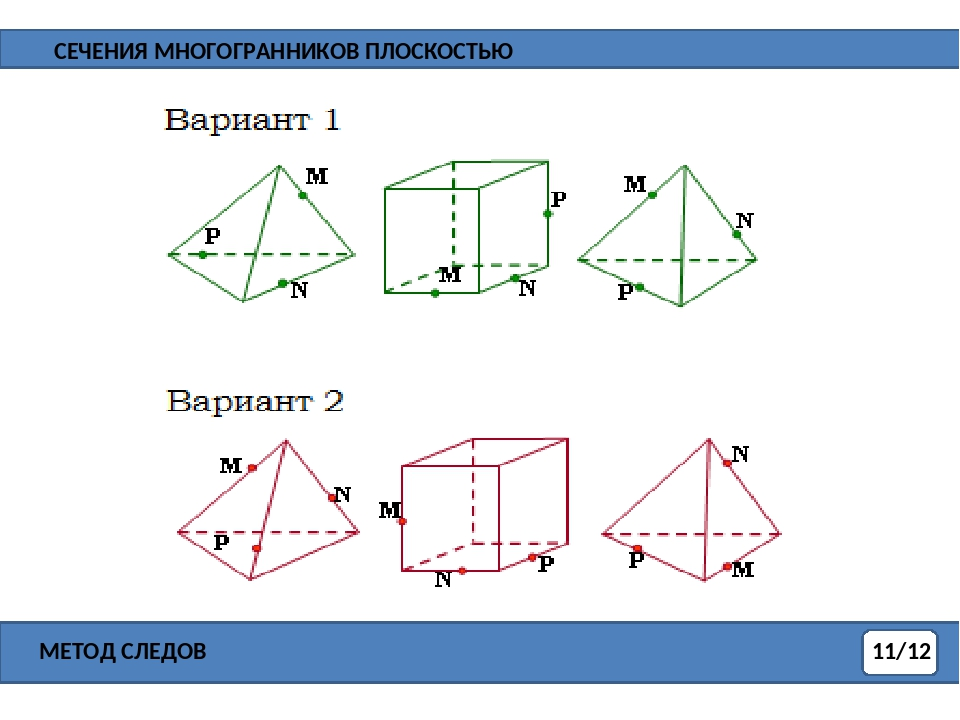 СЕЧЕНИЯ МНОГОГРАННИКОВ ПЛОСКОСТЬЮ
Вариант 1
M
P
N
P
M
N
M
N
P
Вариант 2
M
N
P
M
N
P
N
P
M
МЕТОД СЛЕДОВ
11/12